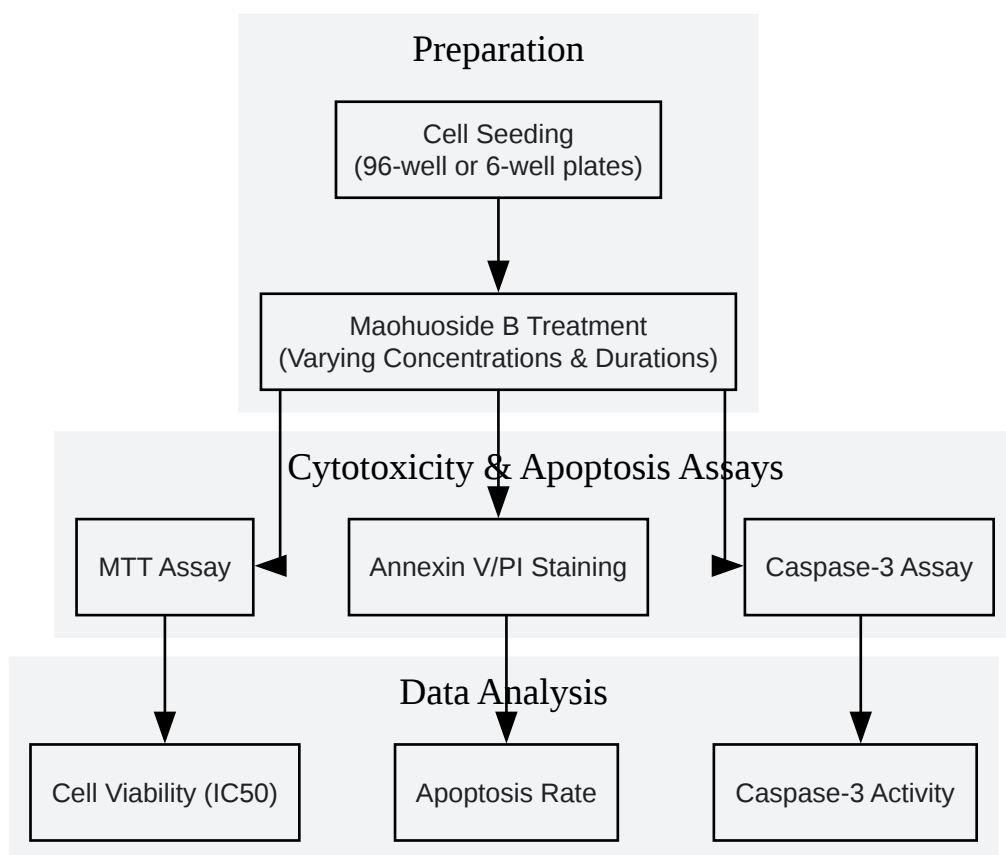 Preparation
Cell Seeding
(96-well or 6-well plates)
Maohuoside B Treatment
(Varying Concentrations & Durations)
Cytotoxicity & Apoptosis Assays
MTT Assay
Annexin V/PI Staining
Caspase-3 Assay
Data Analysis
Cell Viability (IC50)
Apoptosis Rate
Caspase-3 Activity